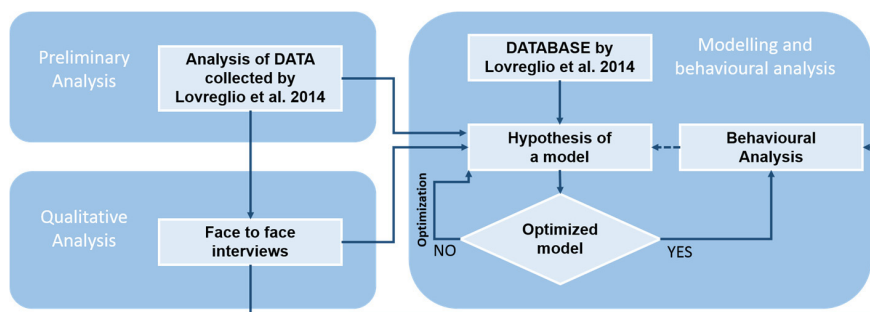 Preliminary
Analysis
Analysis of DATA
collected by
Lovreglio et al. 2014
Qualitative
Analysis
Face to face
interviews
DATABASE by
Lovreglio et al. 2014
Modelling and
behavioural analysis
Hypothesis of
a model
Behavioural
Analysis
Optimization
Optimized
model
NO
YES